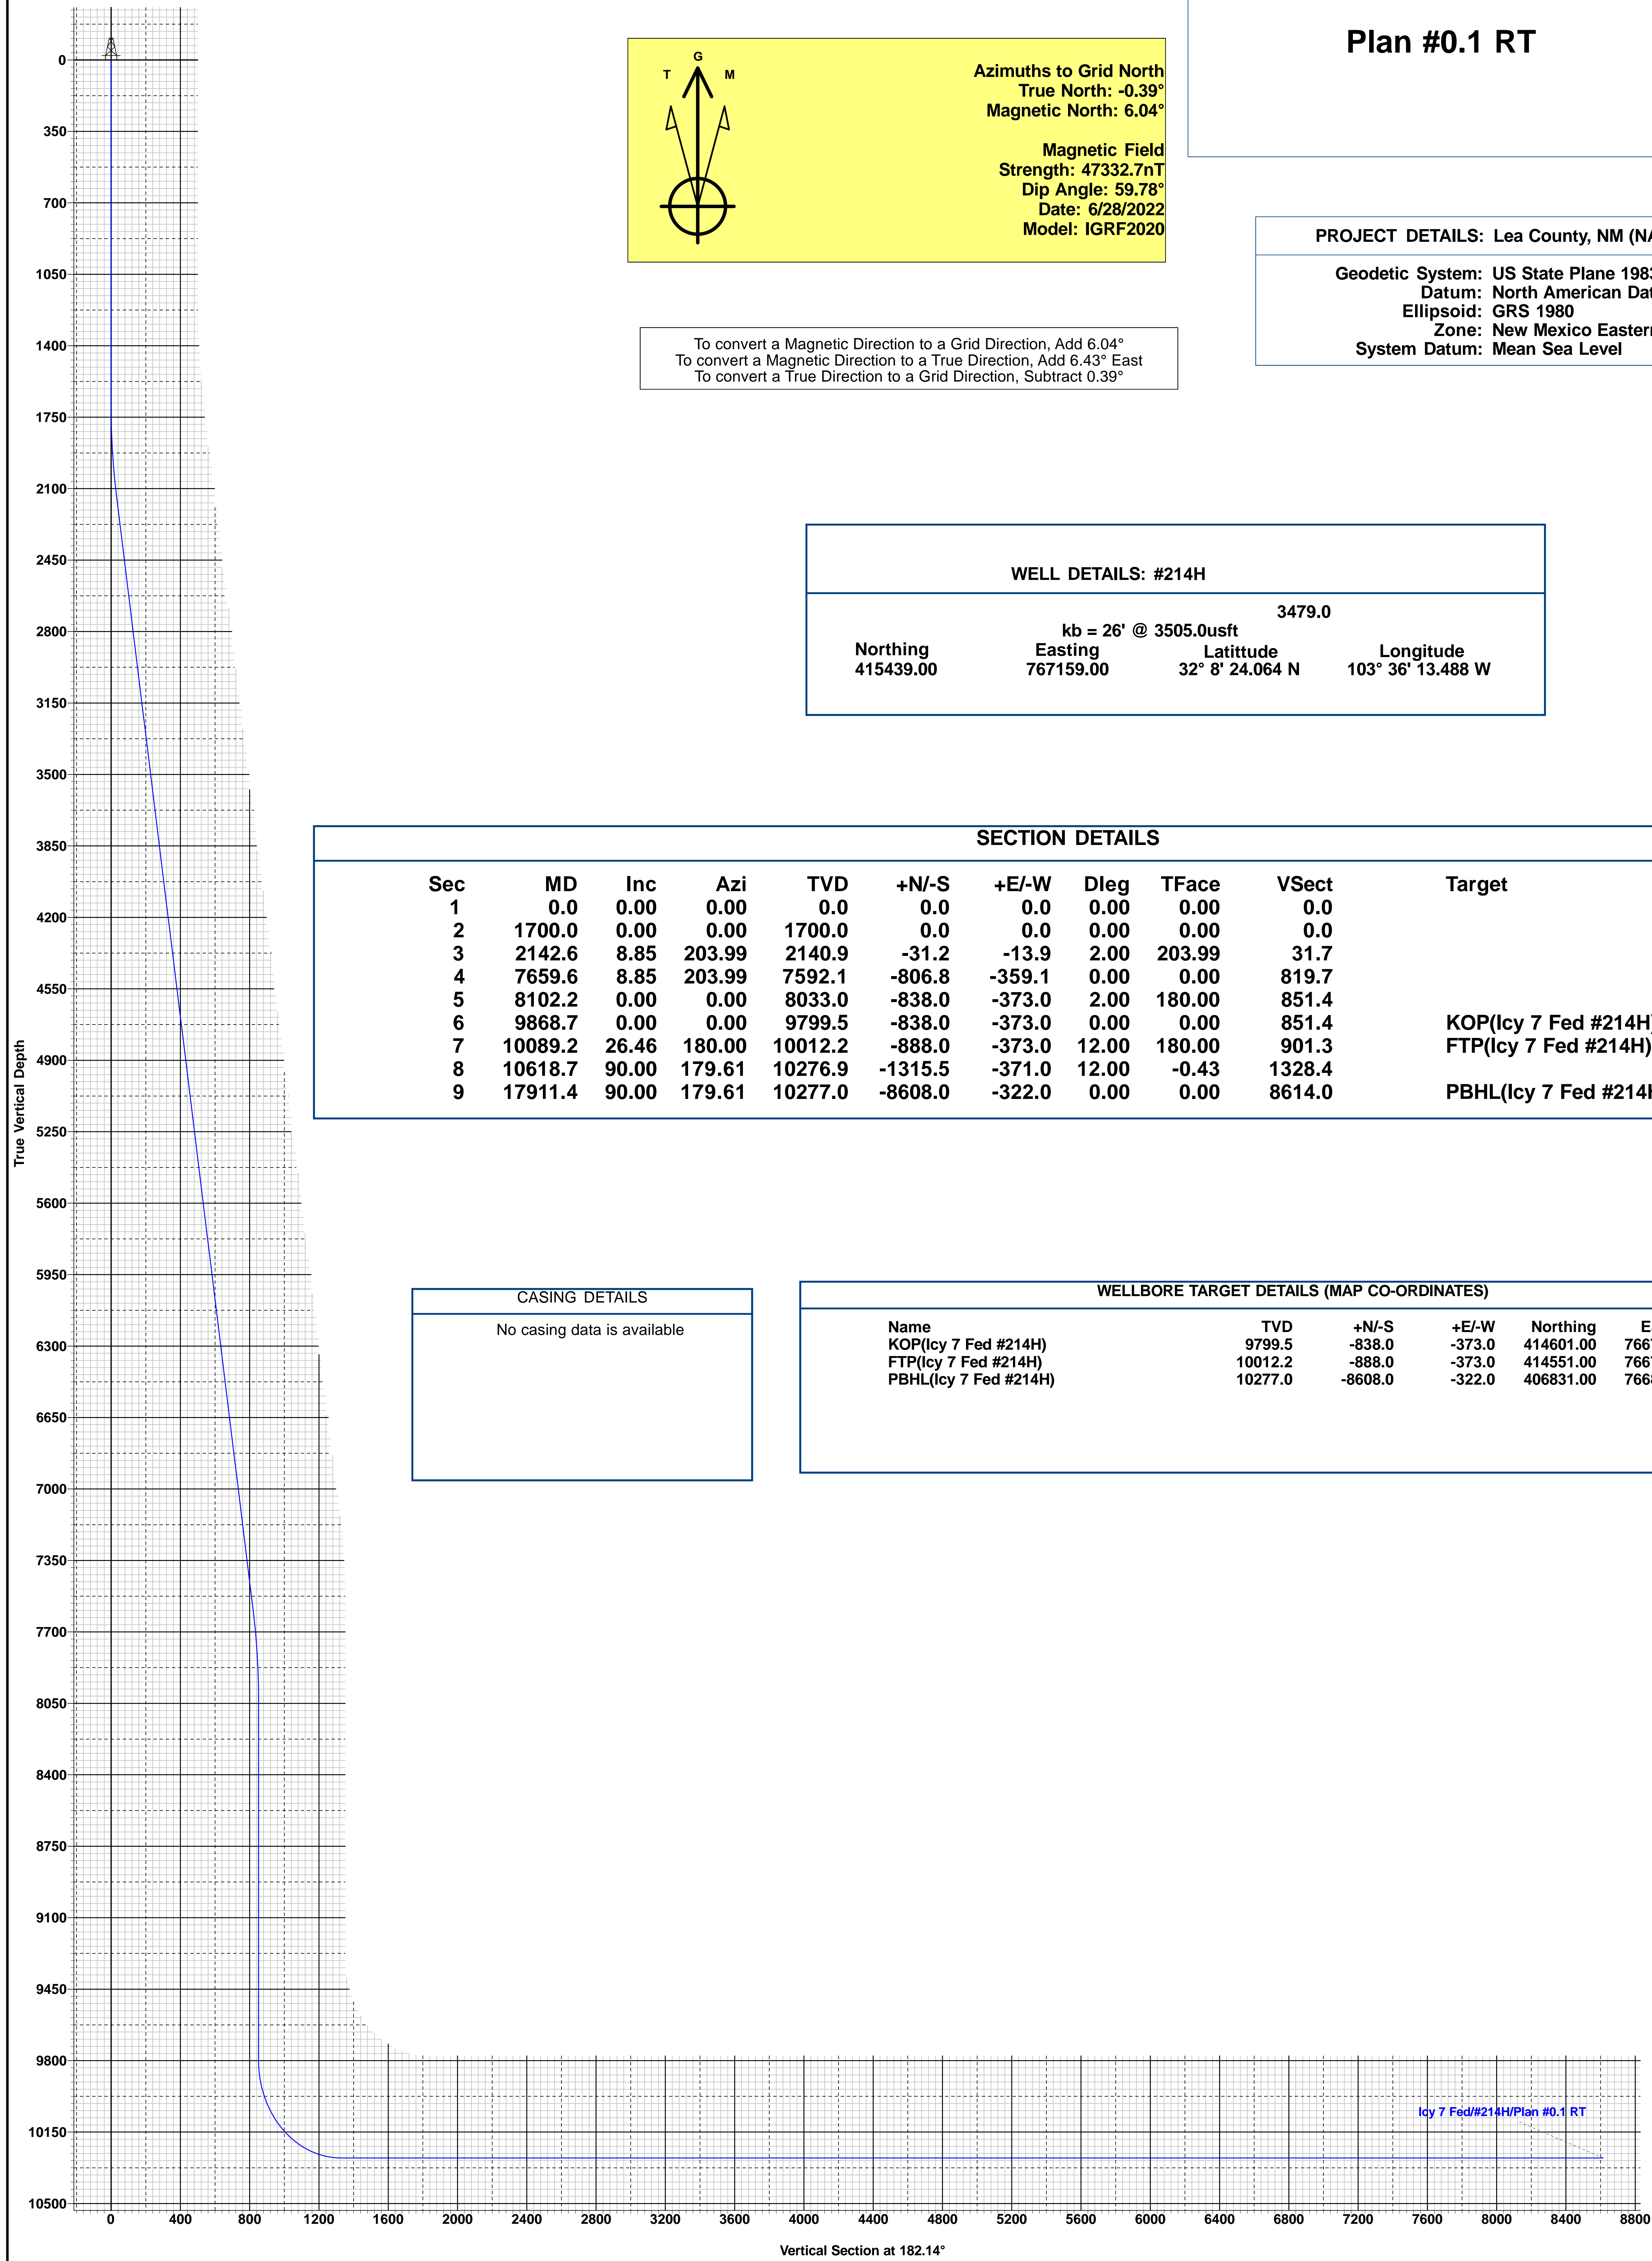 Plan #0.1 RT
G
T M
Azimuths to Grid North
True North: -0.39°
Magnetic North: 6.04°
Magnetic Field
Strength: 47332.7nT
Dip Angle: 59.78°
Date: 6/28/2022
Model: IGRF2020
To convert a Magnetic Direction to a Grid Direction, Add 6.04°
To convert a Magnetic Direction to a True Direction, Add 6.43° East
To convert a True Direction to a Grid Direction, Subtract 0.39°
PROJECT DETAILS: Lea County, NM
Geodetic System: US State Plane
Datum: North American
Ellipsoid: GRS 1980
Zone: New Mexico
System Datum: Mean Sea Level
WELL DETAILS: #214H
3479.0
kb = 26' @ 3505.0usft
Northing Easting Latittude Longitude
415439.00 767159.00 32° 8' 24.064 N 103° 36' 13.488 W
SECTION DETAILS
Sec MD Inc Azi TVD +N/-S +E/-W Dleg TFace VSect Target
1 0.0 0.00 0.00 0.0 0.0 0.0 0.00 0.00 0.0
2 1700.0 0.00 0.00 1700.0 0.0 0.0 0.00 0.00 0.0
3 2142.6 8.85 203.99 2140.9 -31.2 -13.9 2.00 203.99 31.7
4 7659.6 8.85 203.99 7592.1 -806.8 -359.1 0.00 0.00 819.7
5 8102.2 0.00 0.00 8033.0 -838.0 -373.0 2.00 180.00 851.4
6 9868.7 0.00 0.00 9799.5 -838.0 -373.0 0.00 0.00 851.4 KOP(Icy 7 Fed #214H)
7 10089.2 26.46 180.00 10012.2 -888.0 -373.0 12.00 180.00 901.3 FTP(Icy 7 Fed #214H)
8 10618.7 90.00 179.61 10276.9 -1315.5 -371.0 12.00 -0.43 1328.4
9 17911.4 90.00 179.61 10277.0 -8608.0 -322.0 0.00 0.00 8614.0 PBHL(Icy 7 Fed
CASING DETAILS
No casing data is available
WELLBORE TARGET DETAILS (MAP CO-ORDINATES)
Name TVD +N/-S +E/-W Northing
KOP(Icy 7 Fed #214H) 9799.5 -838.0 -373.0 414601.00
FTP(Icy 7 Fed #214H) 10012.2 -888.0 -373.0 414551.00
PBHL(Icy 7 Fed #214H) 10277.0 -8608.0 -322.0 406831.00
True Vertical Depth
0
350
700
1050
1400
1750
2100
2450
2800
3150
3500
3850
4200
4550
4900
5250
5600
5950
6300
6650
7000
7350
7700
8050
8400
8750
9100
9450
9800
10150
10500
Icy 7 Fed/#214H/Plan #0.1 RT
0 400 800 1200 1600 2000 2400 2800 3200 3600 4000 4400 4800 5200 5600 6000 6400 6800 7200 7600 8000 8400 8800
Vertical Section at 182.14°